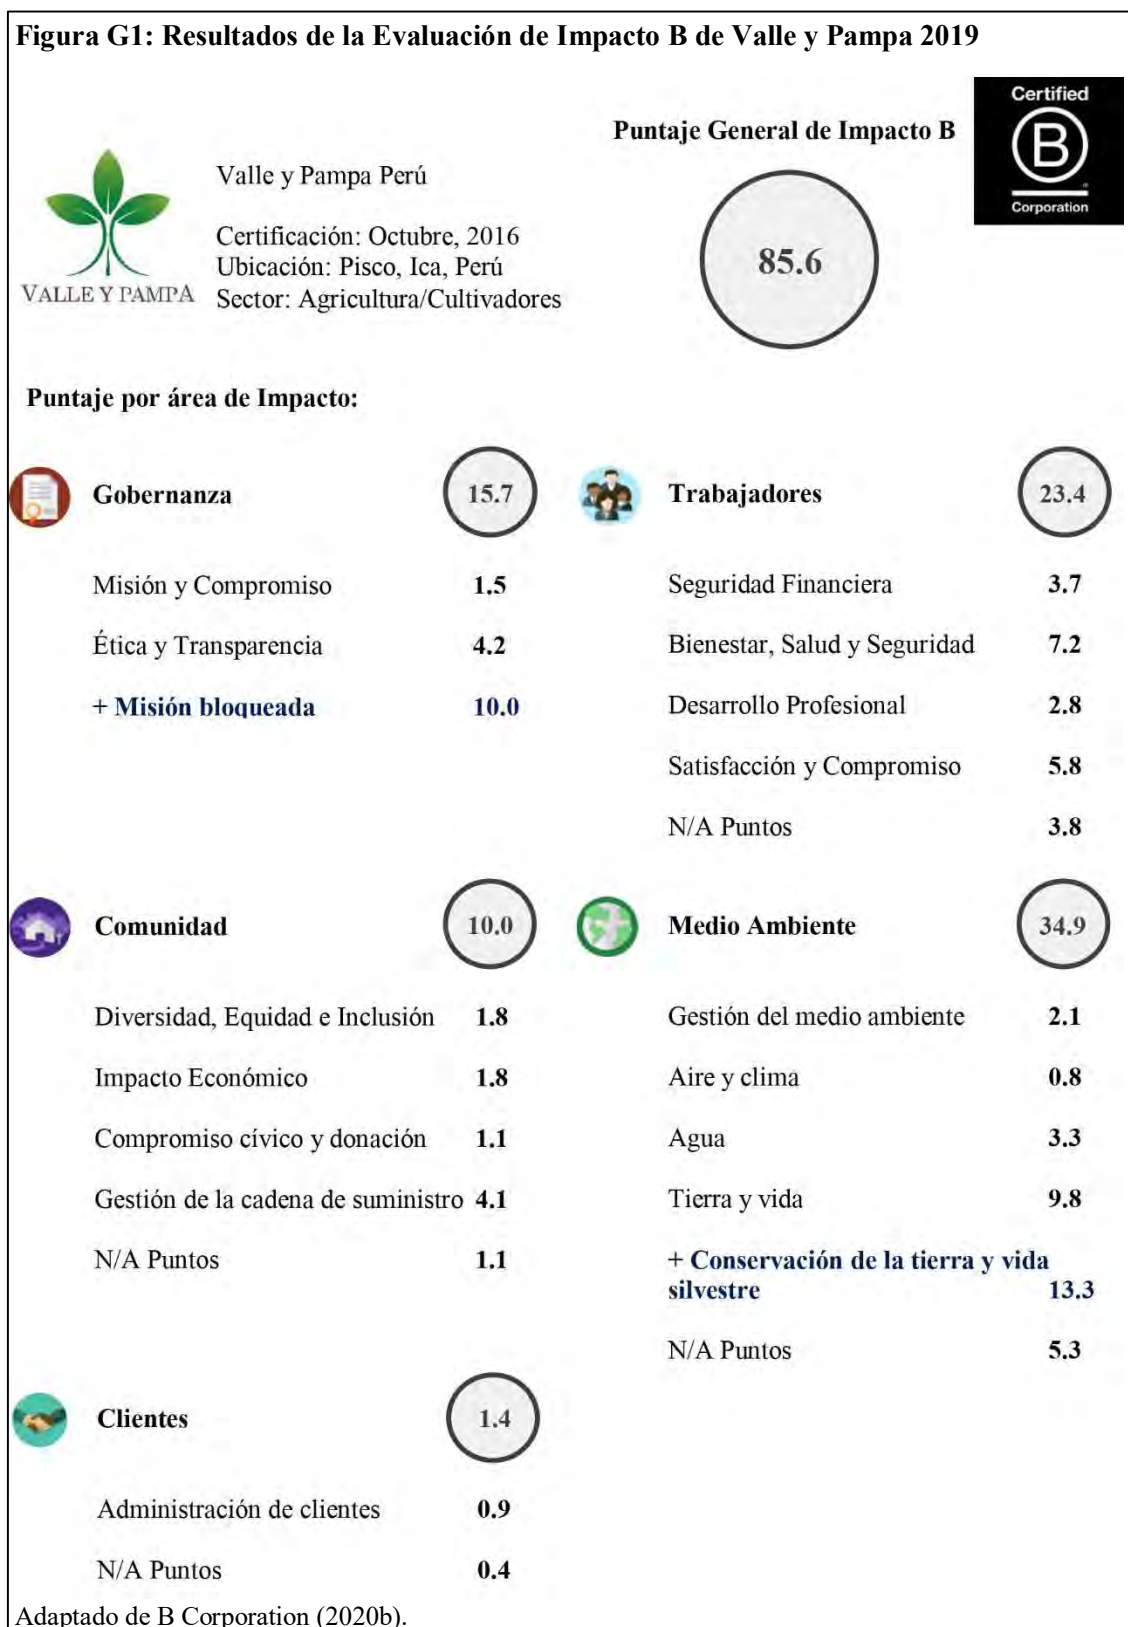 Figura G1: Resultados de la Evaluación de Impacto B de Valle y Pampa 2019
Certified
B
Corporation
Puntaje General de Impacto B
85.6
VALLE Y PAMPA
Valle y Pampa Perú
Certificación: Octubre, 2016
Ubicación: Pisco, Ica, Perú
Sector: Agricultura/Cultivadores
Puntaje por área de Impacto:
Gobernanza 15.7
Misión y Compromiso 1.5
Ética y Transparencia 4.2
+ Misión bloqueada 10.0
Trabajadores 23.4
Seguridad Financiera 3.7
Bienestar, Salud y Seguridad 7.2
Desarrollo Profesional 2.8
Satisfacción y Compromiso 5.8
N/A Puntos 3.8
Comunidad 10.0
Diversidad, Equidad e Inclusión 1.8
Impacto Económico 1.8
Compromiso cívico y donación 1.1
Gestión de la cadena de suministro 4.1
N/A Puntos 1.1
Medio Ambiente 34.9
Gestión del medio ambiente 2.1
Aire y clima 0.8
Agua 3.3
Tierra y vida 9.8
+ Conservación de la tierra y vida
silvestre 13.3
N/A Puntos 5.3
Clientes 1.4
Administración de clientes 0.9
N/A Puntos 0.4
Adaptado de B Corporation (2020b).